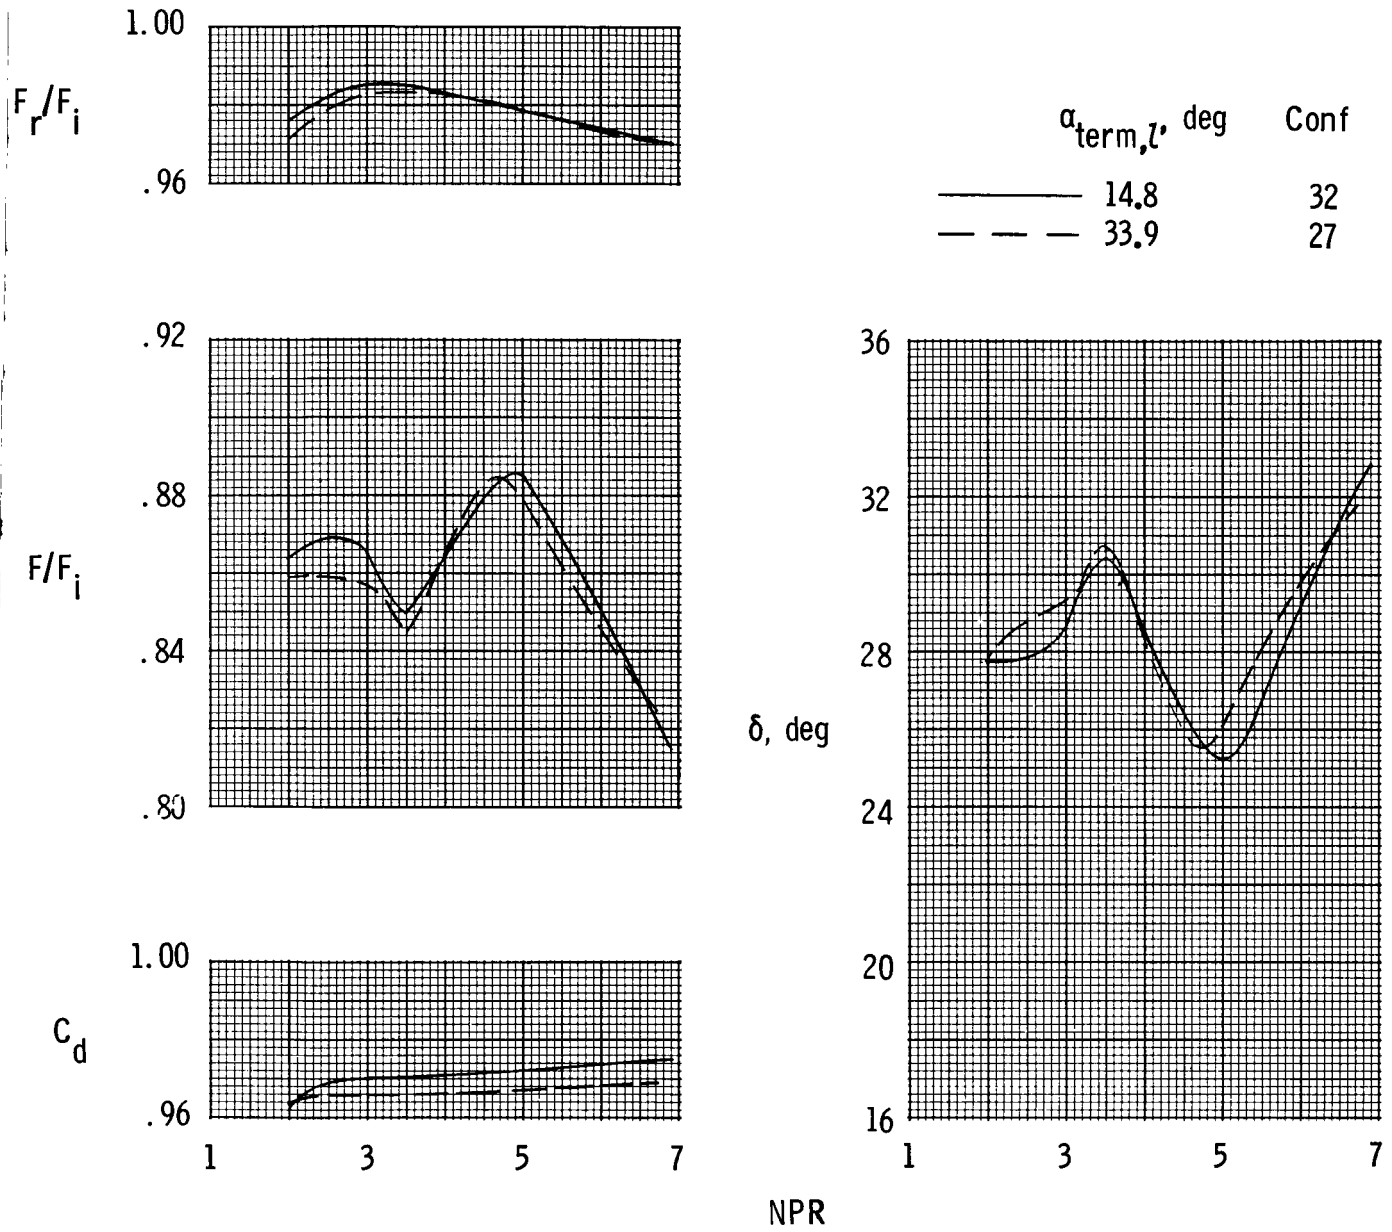 1.00
F_r/F_i
.96
α_term,l, deg Conf
14.8 32
33.9 27
.92
.88
F/F_i
.84
.80
36
32
28
δ, deg
24
20
16
1.00
C_d
.96
1 3 5 7
1 3 5 7
NPR